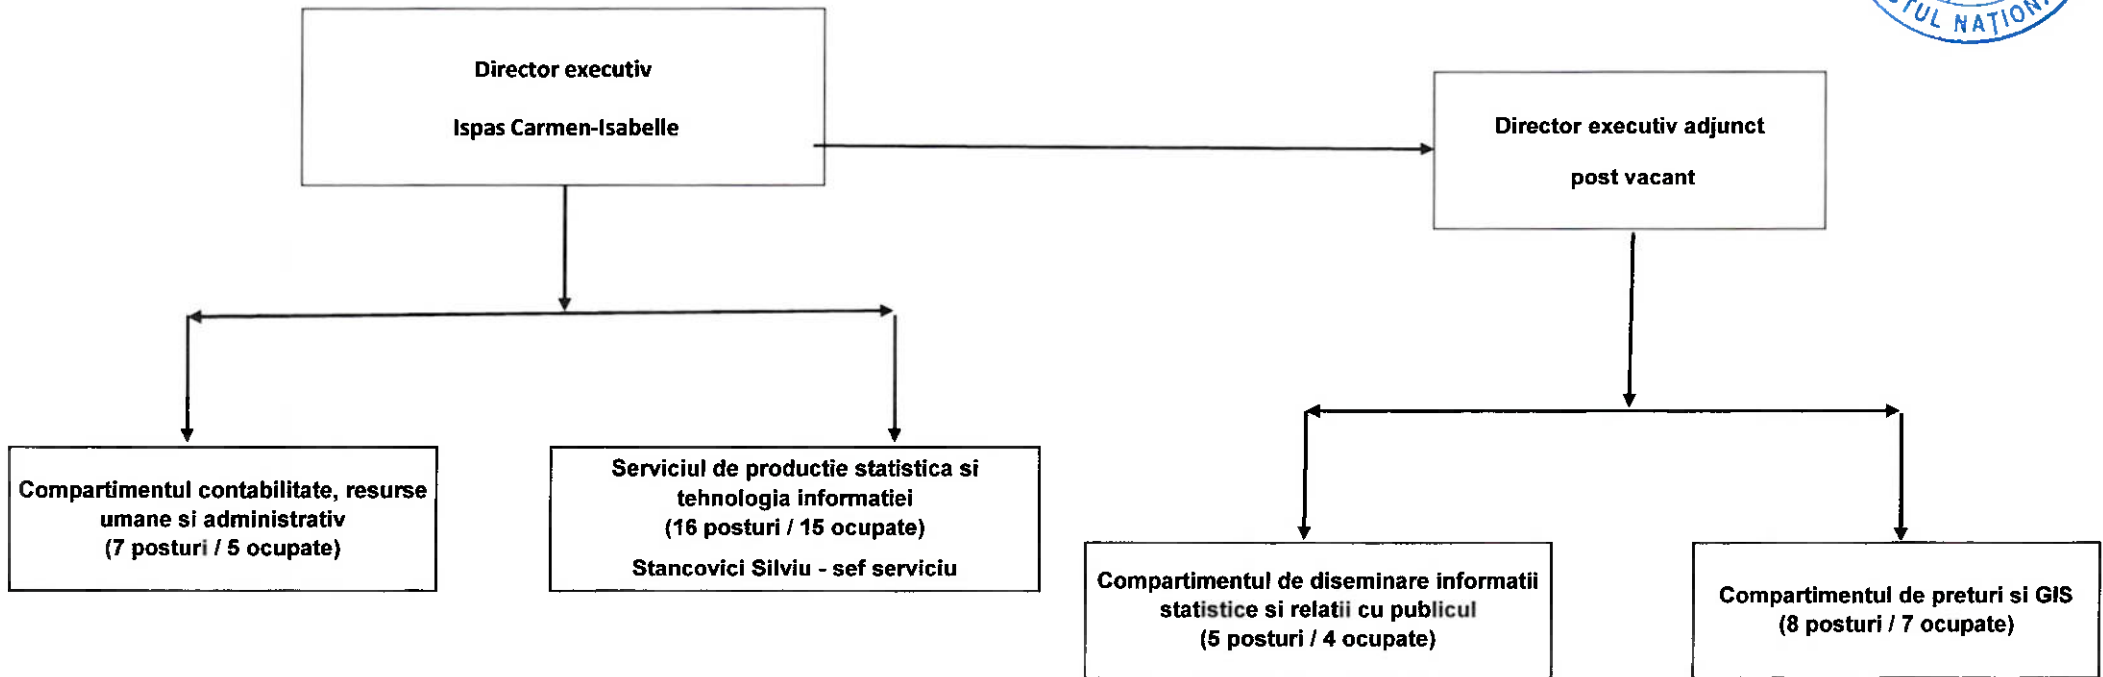 Director executiv
Ispas Carmen-Isabelle
Director executiv adjunct
post vacant
Compartimentul contabilitate, resurse
umane si administrativ
(7 posturi / 5 ocupate)
Serviciul de productie statistica si
tehnologia informatiei
(16 posturi / 15 ocupate)
Stancovici Silviu - sef serviciu
Compartimentul de diseminare informatii
statistice si relatii cu publicul
(5 posturi / 4 ocupate)
Compartimentul de preturi si GIS
(8 posturi / 7 ocupate)